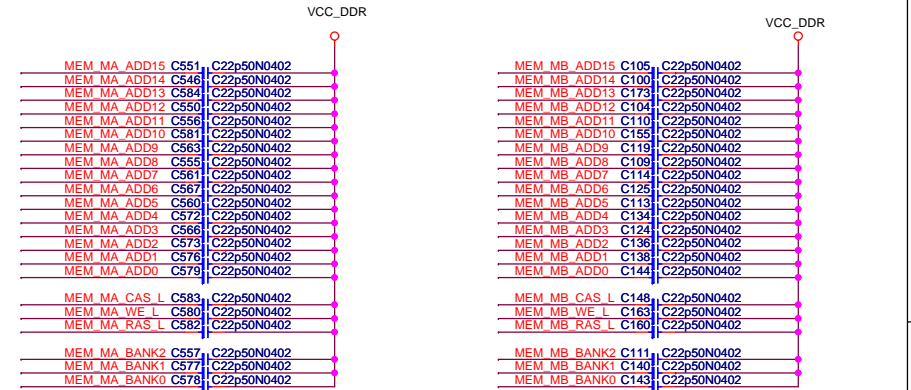 VCC_DDR
MEM_MA_ADD15 C551 C22p50N0402
MEM_MA_ADD14 C546 C22p50N0402
MEM_MA_ADD13 C584 C22p50N0402
MEM_MA_ADD12 C550 C22p50N0402
MEM_MA_ADD11 C556 C22p50N0402
MEM_MA_ADD10 C581 C22p50N0402
MEM_MA_ADD9 C563 C22p50N0402
MEM_MA_ADD8 C555 C22p50N0402
MEM_MA_ADD7 C561 C22p50N0402
MEM_MA_ADD6 C567 C22p50N0402
MEM_MA_ADD5 C560 C22p50N0402
MEM_MA_ADD4 C572 C22p50N0402
MEM_MA_ADD3 C566 C22p50N0402
MEM_MA_ADD2 C573 C22p50N0402
MEM_MA_ADD1 C576 C22p50N0402
MEM_MA_ADD0 C579 C22p50N0402
MEM_MA_CAS_L C583 C22p50N0402
MEM_MA_WE_L C580 C22p50N0402
MEM_MA_RAS_L C582 C22p50N0402
MEM_MA_BANK2 C557 C22p50N0402
MEM_MA_BANK1 C577 C22p50N0402
MEM_MA_BANK0 C578 C22p50N0402
VCC_DDR
MEM_MB_ADD15 C105 C22p50N0402
MEM_MB_ADD14 C100 C22p50N0402
MEM_MB_ADD13 C173 C22p50N0402
MEM_MB_ADD12 C104 C22p50N0402
MEM_MB_ADD11 C110 C22p50N0402
MEM_MB_ADD10 C155 C22p50N0402
MEM_MB_ADD9 C119 C22p50N0402
MEM_MB_ADD8 C109 C22p50N0402
MEM_MB_ADD7 C114 C22p50N0402
MEM_MB_ADD6 C125 C22p50N0402
MEM_MB_ADD5 C113 C22p50N0402
MEM_MB_ADD4 C134 C22p50N0402
MEM_MB_ADD3 C124 C22p50N0402
MEM_MB_ADD2 C136 C22p50N0402
MEM_MB_ADD1 C138 C22p50N0402
MEM_MB_ADD0 C144 C22p50N0402
MEM_MB_CAS_L C148 C22p50N0402
MEM_MB_WE_L C163 C22p50N0402
MEM_MB_RAS_L C160 C22p50N0402
MEM_MB_BANK2 C111 C22p50N0402
MEM_MB_BANK1 C140 C22p50N0402
MEM_MB_BANK0 C143 C22p50N0402